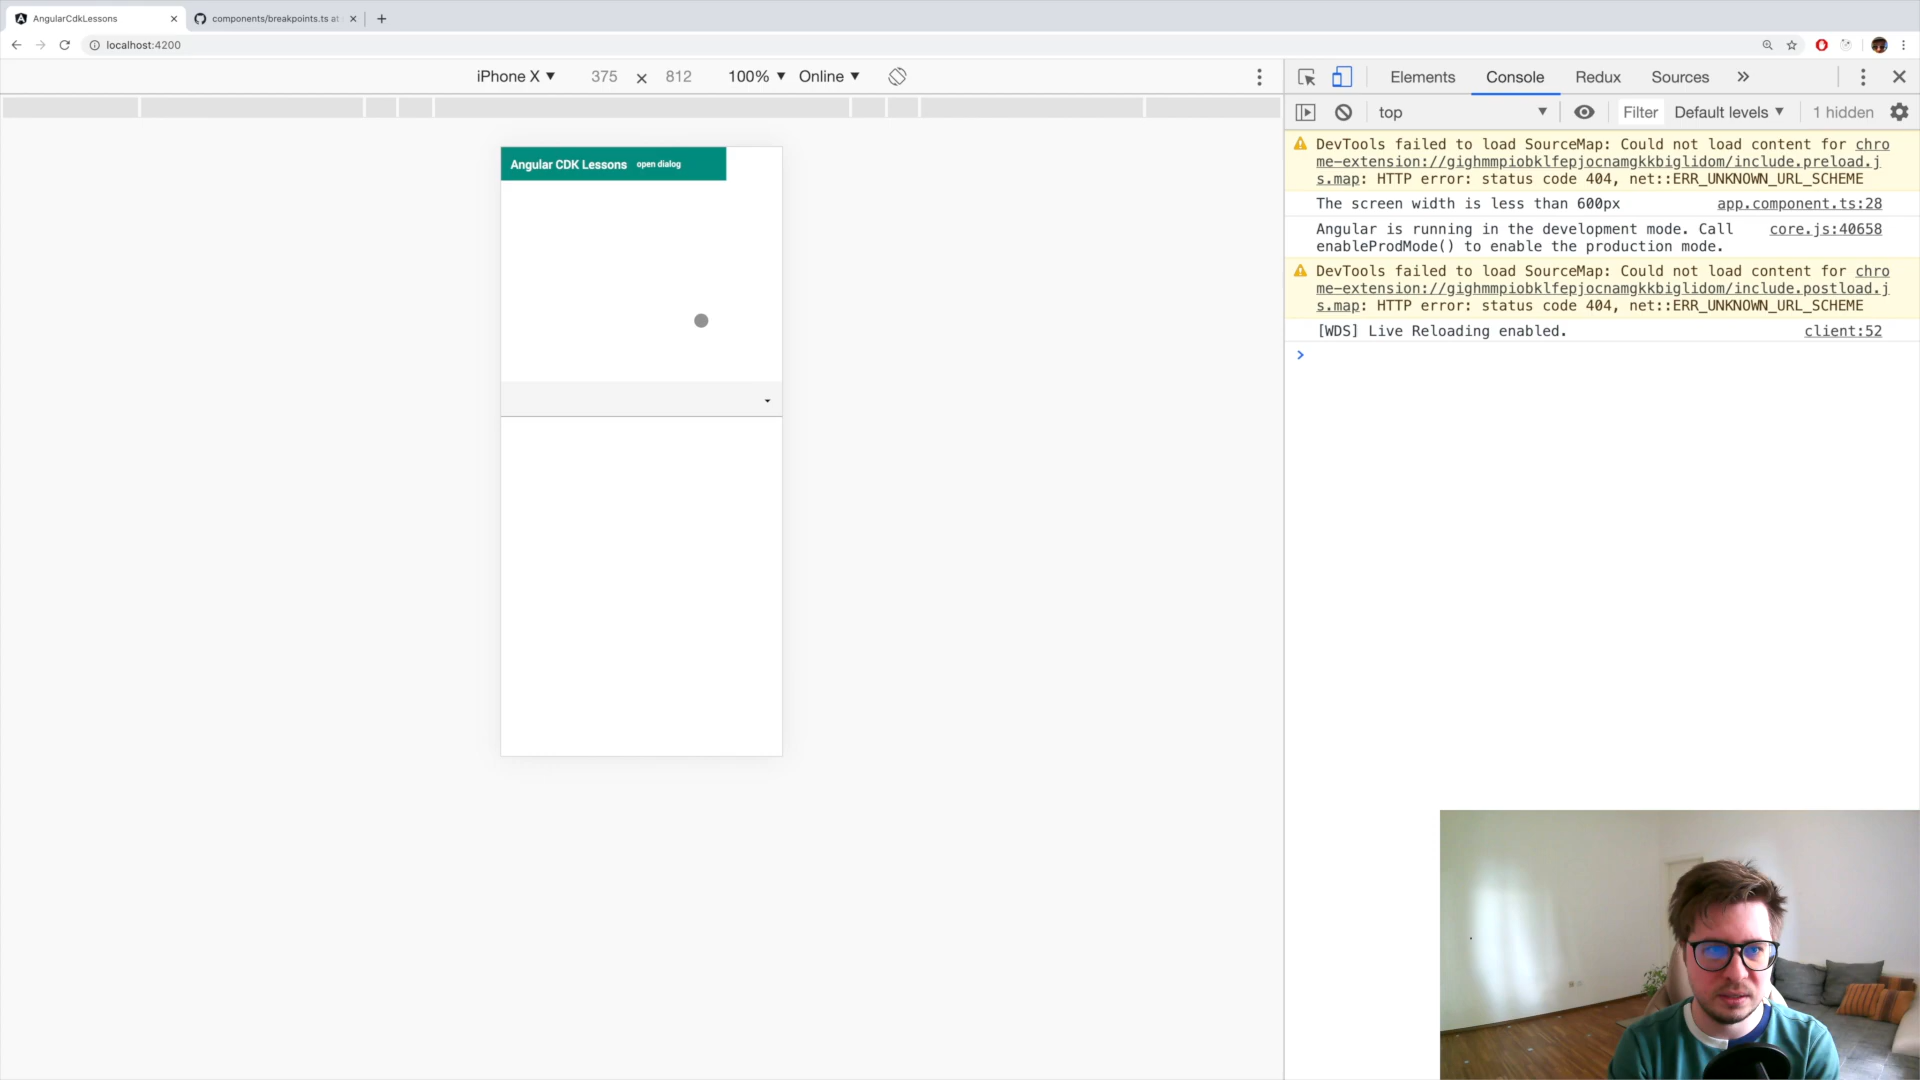 AngularCdkLessons
components/breakpoints.ts at
localhost:4200
iPhone X
375
812
100%
Online
Elements
Console
Redux
Sources
top
Filter
Default levels
1 hidden
Angular CDK Lessons
open dialog
DevTools failed to load SourceMap: Could not load content for chro
me-extension://gighmmpiobklfepjocnamgkkbiglidom/include.preload.j
s.map: HTTP error: status code 404, net::ERR_UNKNOWN_URL_SCHEME
The screen width is less than 600px
app.component.ts:28
Angular is running in the development mode. Call
core.js:40658
enableProdMode() to enable the production mode.
DevTools failed to load SourceMap: Could not load content for chro
me-extension://gighmmpiobklfepjocnamgkkbiglidom/include.postload.j
s.map: HTTP error: status code 404, net::ERR_UNKNOWN_URL_SCHEME
[WDS] Live Reloading enabled.
client:52